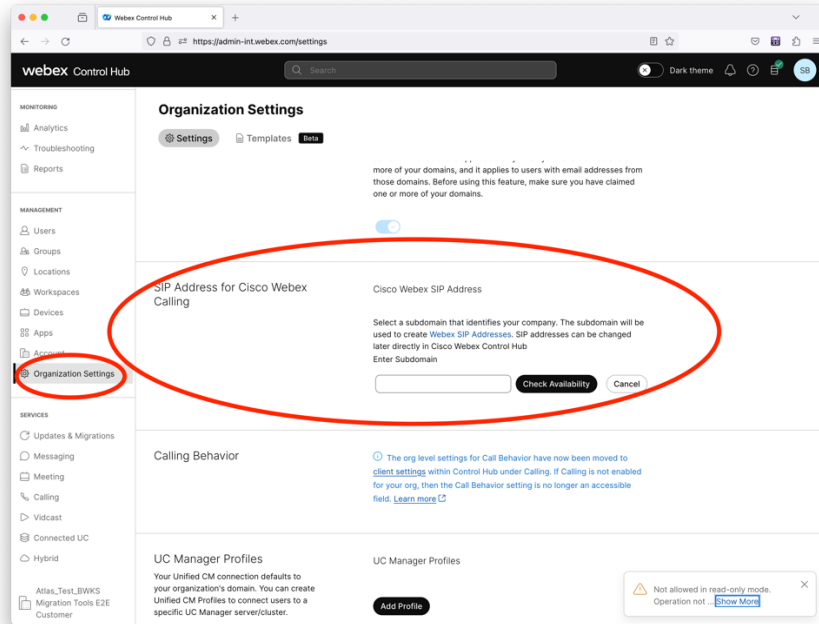 Webex Control Hub
https://admin-int.webex.com/settings
webex Control Hub
Search
Dark theme
SB
MONITORING
Analytics
Troubleshooting
Reports
MANAGEMENT
Users
Groups
Locations
Workspaces
Devices
Apps
Account
Organization Settings
SERVICES
Updates & Migrations
Messaging
Meeting
Calling
Vidcast
Connected UC
Hybrid
Atlas_Test_BWKS
Migration Tools E2E
Customer
Organization Settings
Settings
Templates Beta
more of your domains, and it applies to users with email addresses from
those domains. Before using this feature, make sure you have claimed
one or more of your domains.
SIP Address for Cisco Webex
Calling
Cisco Webex SIP Address
Select a subdomain that identifies your company. The subdomain will be
used to create Webex SIP Addresses. SIP addresses can be changed
later directly in Cisco Webex Control Hub
Enter Subdomain
Check Availability
Cancel
Calling Behavior
The org level settings for Call Behavior have now been moved to
client settings within Control Hub under Calling. If Calling is not enabled
for your org, then the Call Behavior setting is no longer an accessible
field. Learn more
UC Manager Profiles
Your Unified CM connection defaults to
your organization's domain. You can create
Unified CM Profiles to connect users to a
specific UC Manager server/cluster.
UC Manager Profiles
Add Profile
Not allowed in read-only mode.
Operation not ... Show More